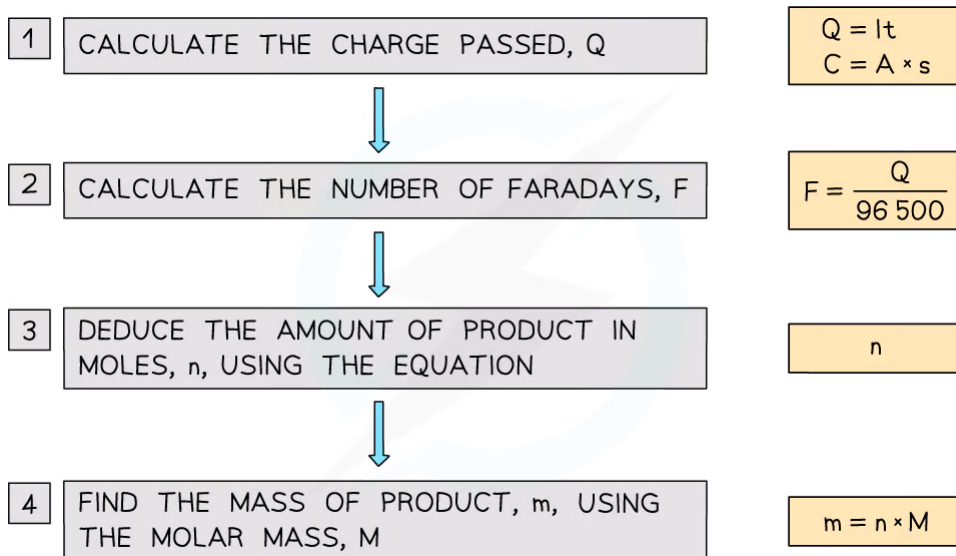 1
CALCULATE THE CHARGE PASSED, Q
Q = It
C = A × s
2
CALCULATE THE NUMBER OF FARADAYS, F
F = Q / 96 500
3
DEDUCE THE AMOUNT OF PRODUCT IN
MOLES, n, USING THE EQUATION
n
4
FIND THE MASS OF PRODUCT, m, USING
THE MOLAR MASS, M
m = n × M